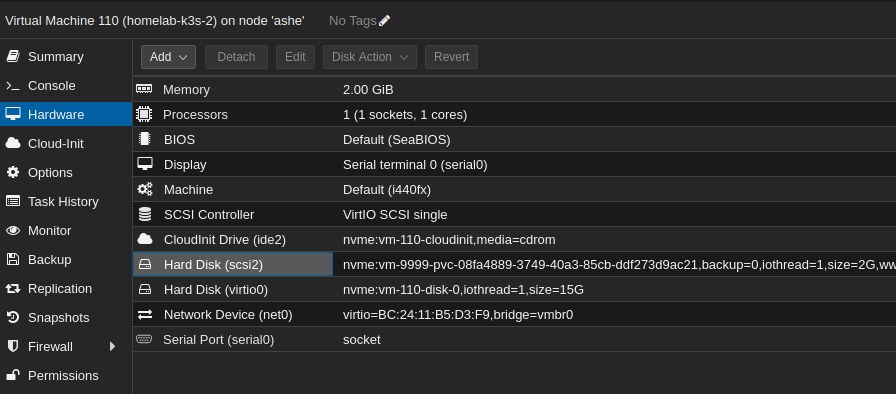 Virtual Machine 110 (homelab-k3s-2) on node 'ashe' No Tags
Summary
Console
Hardware
Cloud-Init
Options
Task History
Monitor
Backup
Replication
Snapshots
Firewall
Permissions
Add Detach Edit Disk Action Revert
Memory 2.00 GiB
Processors 1 (1 sockets, 1 cores)
BIOS Default (SeaBIOS)
Display Serial terminal 0 (serial0)
Machine Default (i440fx)
SCSI Controller VirtIO SCSI single
CloudInit Drive (ide2) nvme:vm-110-cloudinit,media=cdrom
Hard Disk (scsi2) nvme:vm-9999-pvc-08fa4889-3749-40a3-85cb-ddf273d9ac21,backup=0,iothread=1,size=2G,ww
Hard Disk (virtio0) nvme:vm-110-disk-0,iothread=1,size=15G
Network Device (net0) virtio=BC:24:11:B5:D3:F9,bridge=vmbr0
Serial Port (serial0) socket